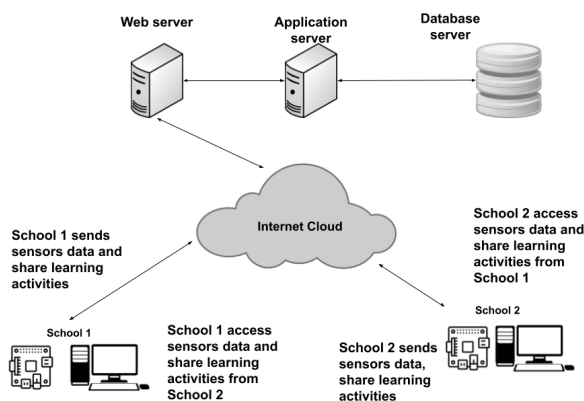 Web server
Application
server
Database
server
Internet Cloud
School 1 sends
sensors data and
share learning
activities
School 2 access
sensors data and
share learning
activities from
School 1
School 1
School 1 access
sensors data and
share learning
activities from
School 2
School 2 sends
sensors data,
share learning
activities
School 2